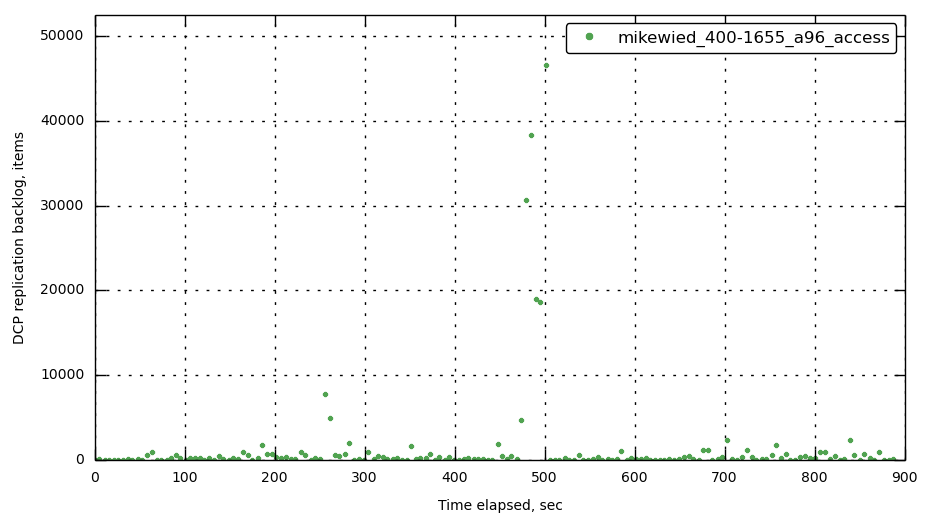 50000
40000
30000
20000
10000
0
DCP replication backlog, items
mikewied_400-1655_a96_access
0 100 200 300 400 500 600 700 800 900
Time elapsed, sec